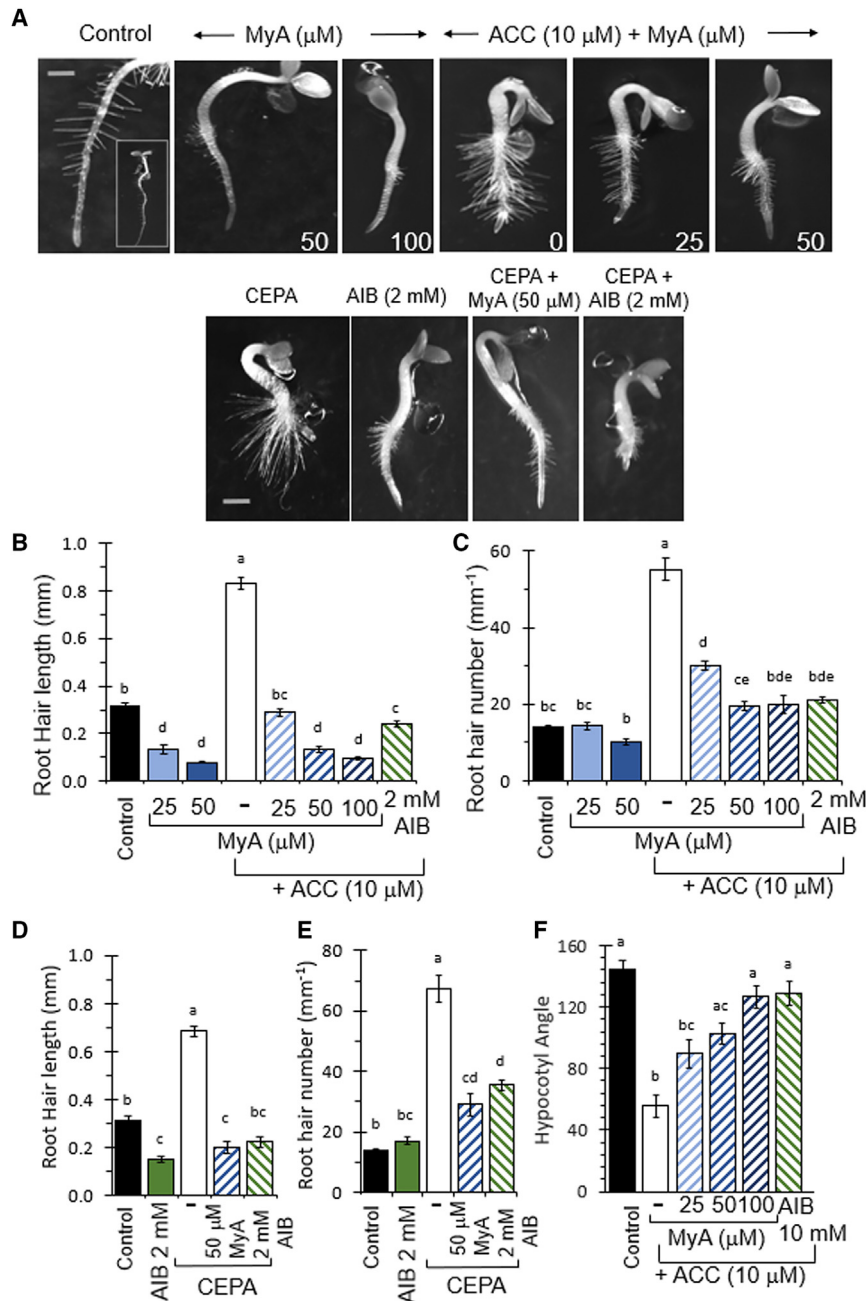 A
Control ← MyA (μM) → ← ACC (10 μM) + MyA (μM) →
50 100 0 25 50
CEPA AIB (2 mM) CEPA + MyA (50 μM) CEPA + AIB (2 mM)
B
Root Hair length (mm)
1.0
0.8
0.6
0.4
0.2
0.0
b d d a bc d d c
Control 25 50 - 25 50 100 2 mM AIB
MyA (μM)
+ ACC (10 μM)
C
Root hair number (mm⁻¹)
60
40
20
0
bc bc b a d ce bde bde
Control 25 50 - 25 50 100 2 mM AIB
MyA (μM)
+ ACC (10 μM)
D
Root Hair length (mm)
1.0
0.8
0.6
0.4
0.2
0.0
b c a c bc
Control AIB 2 mM - 50 μM MyA 2 mM AIB
CEPA
E
Root hair number (mm⁻¹)
80
60
40
20
0
b bc a cd d
Control AIB 2 mM - 50 μM MyA 2 mM AIB
CEPA
F
Hypocotyl Angle
160
120
80
40
0
a b bc ac a a
Control - 25 50 100 AIB
MyA (μM) 10 mM
+ ACC (10 μM)